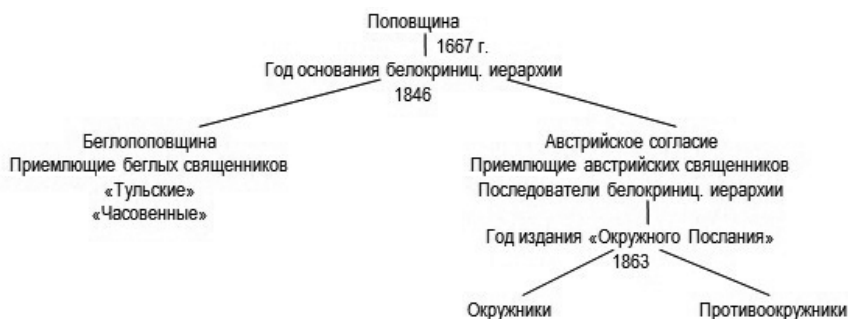 Поповщина
1667 г.
Год основания белокриниц. иерархии
1846
Беглопоповщина
Приемлющие беглых священников
«Тульские»
«Часовенные»
Австрийское согласие
Приемлющие австрийских священников
Последователи белокриниц. иерархии
Год издания «Окружного Послания»
1863
Окружники
Противоокружники